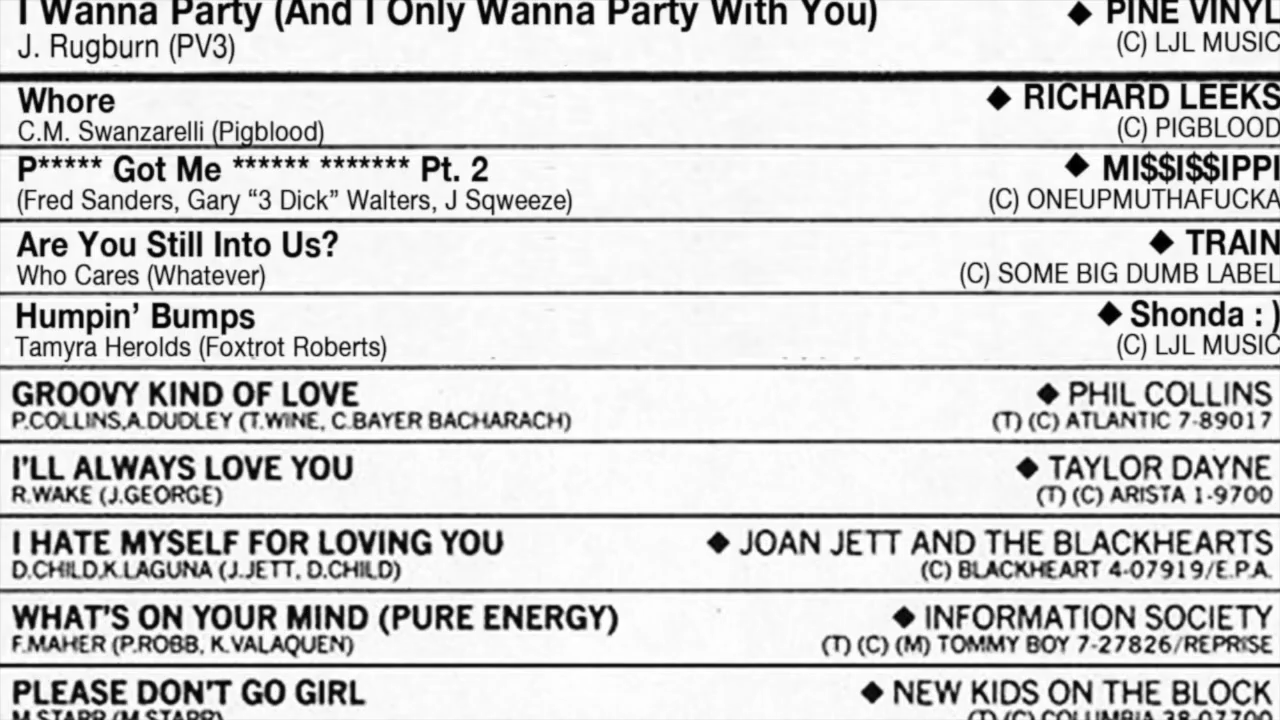 I Wanna Party (And I Only Wanna Party With You) ◆ PINE VINYL
J. Rugburn (PV3) (C) LJL MUSIC
Whore ◆ RICHARD LEEKS
C.M. Swanzarelli (Pigblood) (C) PIGBLOOD
P***** Got Me ****** ******* Pt. 2 ◆ MI$$I$$IPPI
(Fred Sanders, Gary “3 Dick” Walters, J Sqweeze) (C) ONEUPMUTHAFUCKA
Are You Still Into Us? ◆ TRAIN
Who Cares (Whatever) (C) SOME BIG DUMB LABEL
Humpin’ Bumps ◆ Shonda : )
Tamyra Herolds (Foxtrot Roberts) (C) LJL MUSIC
GROOVY KIND OF LOVE ◆ PHIL COLLINS
P.COLLINS,A.DUDLEY (T.WINE, C.BAYER BACHARACH) (T) (C) ATLANTIC 7-89017
I'LL ALWAYS LOVE YOU ◆ TAYLOR DAYNE
R.WAKE (J.GEORGE) (T) (C) ARISTA 1-9700
I HATE MYSELF FOR LOVING YOU ◆ JOAN JETT AND THE BLACKHEARTS
D.CHILD,K.LAGUNA (J.JETT, D.CHILD) (C) BLACKHEART 4-07919/E.P.A.
WHAT'S ON YOUR MIND (PURE ENERGY) ◆ INFORMATION SOCIETY
F.MAHER (P.ROBB, K.VALAQUEN) (T) (C) (M) TOMMY BOY 7-27826/REPRISE
PLEASE DON'T GO GIRL ◆ NEW KIDS ON THE BLOCK
M.STARR (M.STARR) (T) (C) COLUMBIA 38-07700